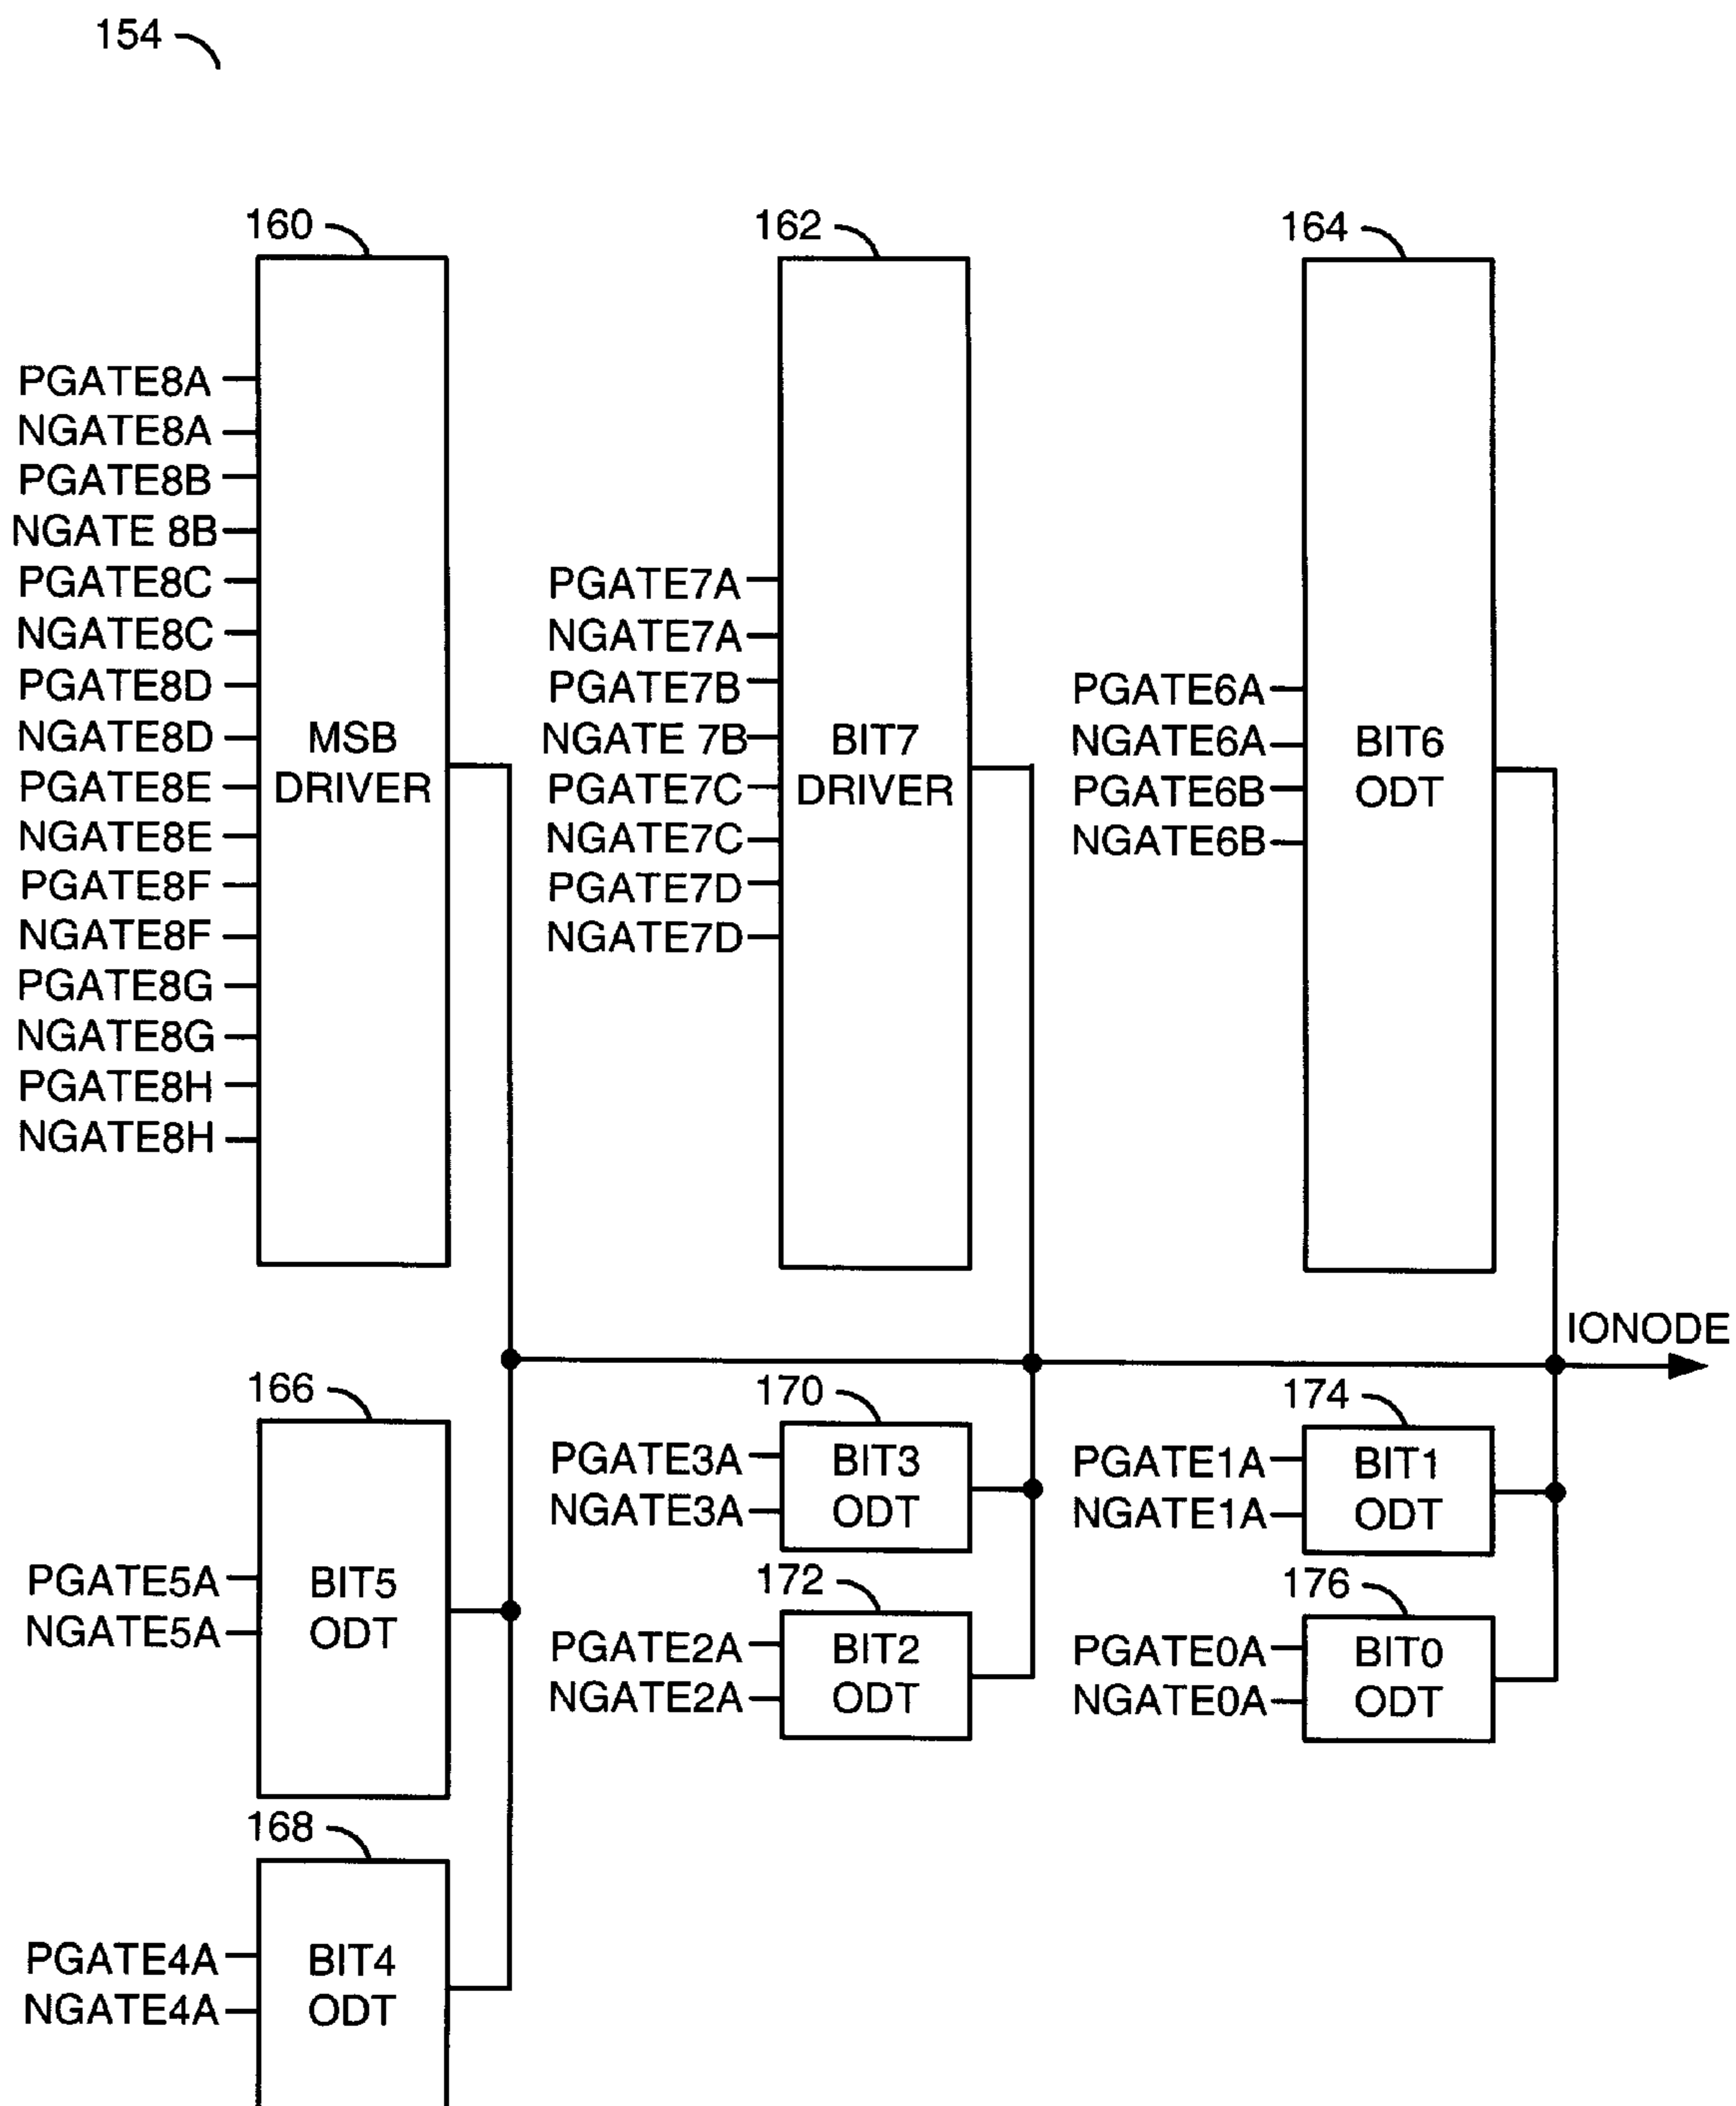 154
160
PGATE8A
NGATE8A
PGATE8B
NGATE 8B
PGATE8C
NGATE8C
PGATE8D
NGATE8D
PGATE8E
NGATE8E
PGATE8F
NGATE8F
PGATE8G
NGATE8G
PGATE8H
NGATE8H
MSB
DRIVER
162
PGATE7A
NGATE7A
PGATE7B
NGATE 7B
PGATE7C
NGATE7C
PGATE7D
NGATE7D
BIT7
DRIVER
164
PGATE6A
NGATE6A
PGATE6B
NGATE6B
BIT6
ODT
IONODE
166
PGATE5A
NGATE5A
BIT5
ODT
168
PGATE4A
NGATE4A
BIT4
ODT
170
PGATE3A
NGATE3A
BIT3
ODT
172
PGATE2A
NGATE2A
BIT2
ODT
174
PGATE1A
NGATE1A
BIT1
ODT
176
PGATE0A
NGATE0A
BIT0
ODT